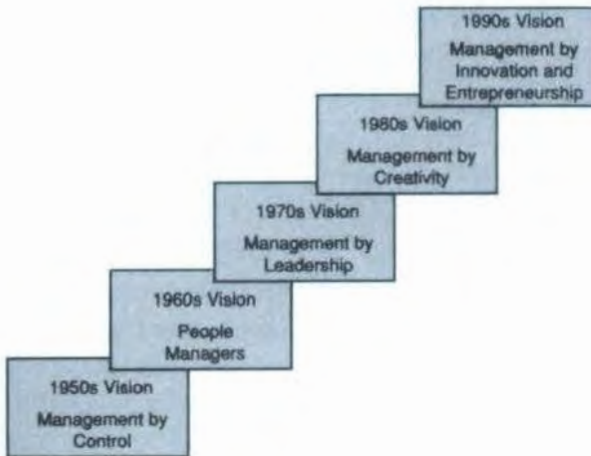 1990s Vision
Management by
Innovation and
Entrepreneurship
1980s Vision
Management by
Creativity
1970s Vision
Management by
Leadership
1960s Vision
People
Managers
1950s Vision
Management by
Control